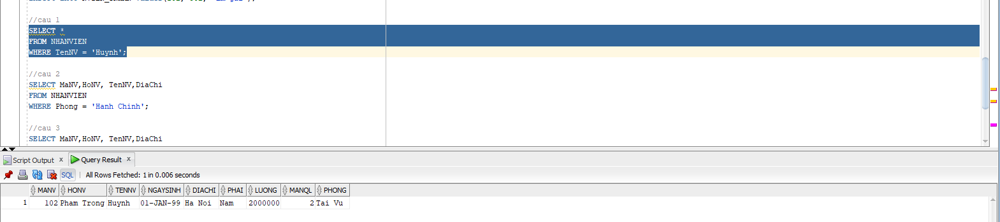 //cau 1
SELECT *
FROM NHANVIEN
WHERE TenNV = 'Huynh';
//cau 2
SELECT MaNV,HoNV, TenNV,DiaChi
FROM NHANVIEN
WHERE Phong = 'Hanh Chinh';
//cau 3
SELECT MaNV,HoNV, TenNV,DiaChi
Script Output x Query Result x
SQL | All Rows Fetched: 1 in 0.006 seconds
MANV HONV TENNV NGAYSINH DIACHI PHAI LUONG MANQL PHONG
1 102 Pham Trong Huynh 01-JAN-99 Ha Noi Nam 2000000 2 Tai Vu